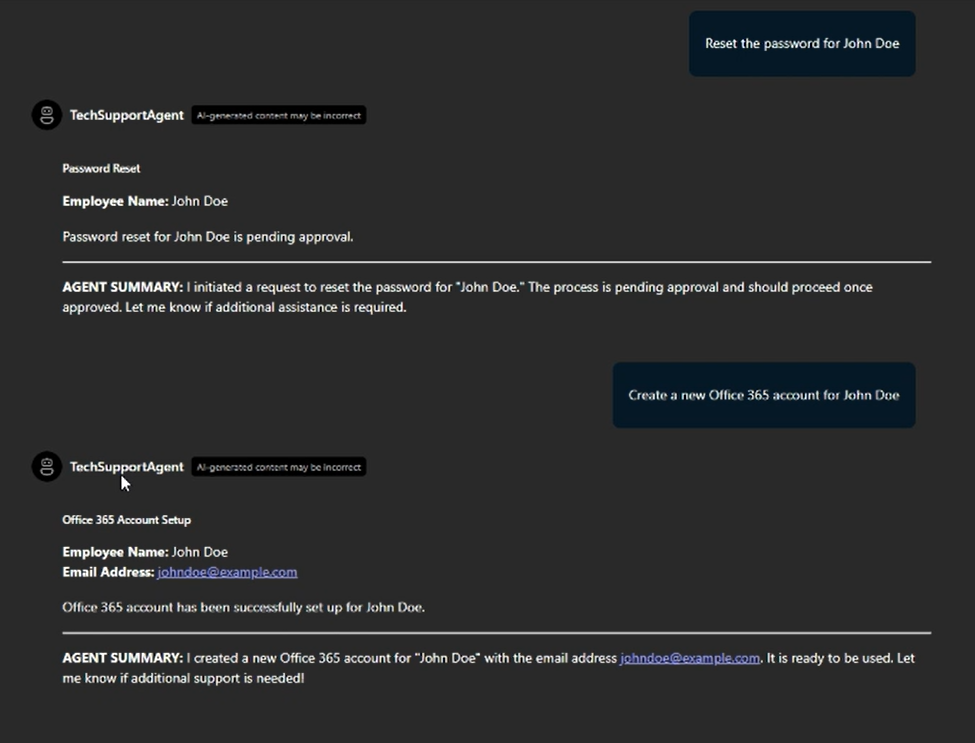 Reset the password for John Doe
TechSupportAgent AI-generated content may be incorrect
Password Reset
Employee Name: John Doe
Password reset for John Doe is pending approval.
AGENT SUMMARY: I initiated a request to reset the password for "John Doe." The process is pending approval and should proceed once
approved. Let me know if additional assistance is required.
Create a new Office 365 account for John Doe
TechSupportAgent AI-generated content may be incorrect
Office 365 Account Setup
Employee Name: John Doe
Email Address: johndoe@example.com
Office 365 account has been successfully set up for John Doe.
AGENT SUMMARY: I created a new Office 365 account for "John Doe" with the email address johndoe@example.com. It is ready to be used. Let
me know if additional support is needed!